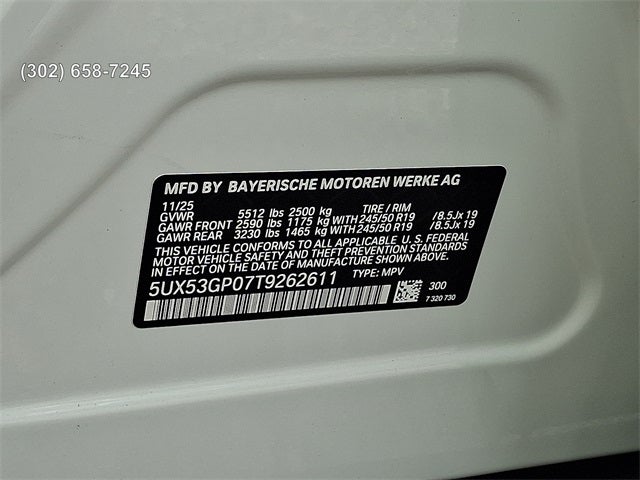 (302) 658-7245
MFD BY BAYERISCHE MOTOREN WERKE AG
11/25 TIRE / RIM
GVWR 5512 lbs 2500 kg
GAWR FRONT 2590 lbs 1175 kg WITH 245/50 R19 /8.5Jx 19
GAWR REAR 3230 lbs 1465 kg WITH 245/50 R19 /8.5Jx 19
THIS VEHICLE CONFORMS TO ALL APPLICABLE U.S. FEDERAL
MOTOR VEHICLE SAFETY AND THEFT PREVENTION STANDARDS
IN EFFECT ON THE DATE OF MANUFACTURE SHOWN ABOVE.
5UX53GP07T9262611 TYPE: MPV
300
7 320 730